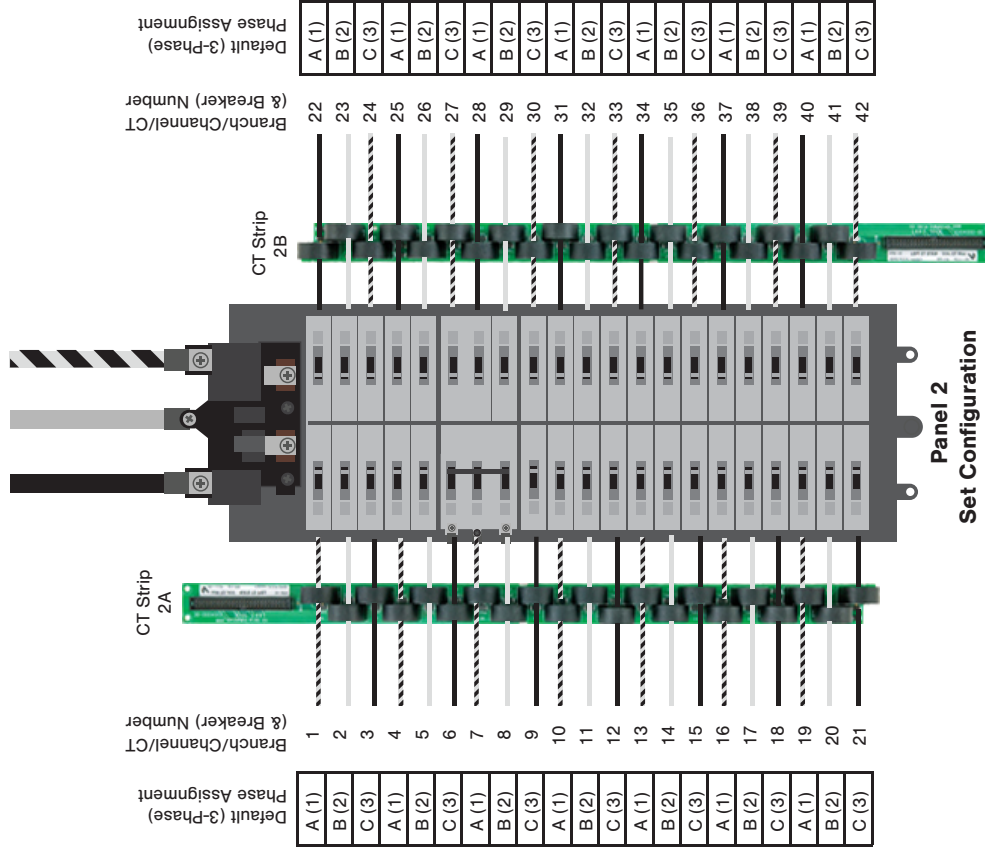 Default (3-Phase)
Phase Assignment
A (1)
B (2)
C (3)
A (1)
B (2)
C (3)
A (1)
B (2)
C (3)
A (1)
B (2)
C (3)
A (1)
B (2)
C (3)
A (1)
B (2)
C (3)
A (1)
B (2)
C (3)
Branch/Channel/CT
(& Breaker) Number
22
23
24
25
26
27
28
29
30
31
32
33
34
35
36
37
38
39
40
41
42
CT Strip
2B
Panel 2
Set Configuration
CT Strip
2A
Branch/Channel/CT
(& Breaker) Number
1
2
3
4
5
6
7
8
9
10
11
12
13
14
15
16
17
18
19
20
21
Default (3-Phase)
Phase Assignment
A (1)
B (2)
C (3)
A (1)
B (2)
C (3)
A (1)
B (2)
C (3)
A (1)
B (2)
C (3)
A (1)
B (2)
C (3)
A (1)
B (2)
C (3)
A (1)
B (2)
C (3)